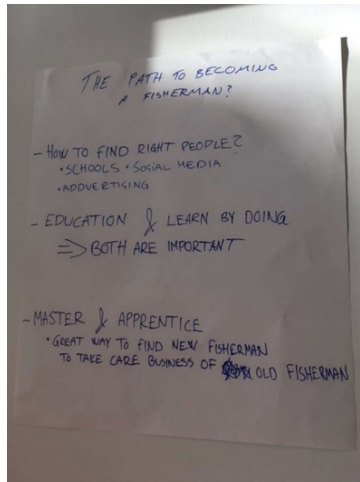 THE PATH TO BECOMING
A FISHERMAN?
- HOW TO FIND RIGHT PEOPLE?
• SCHOOLS • SOCIAL MEDIA
• ADDVERTISING
- EDUCATION & LEARN BY DOING
=> BOTH ARE IMPORTANT
- MASTER & APPRENTICE
• GREAT WAY TO FIND NEW FISHERMAN
TO TAKE CARE BUSINESS OF OLD FISHERMAN